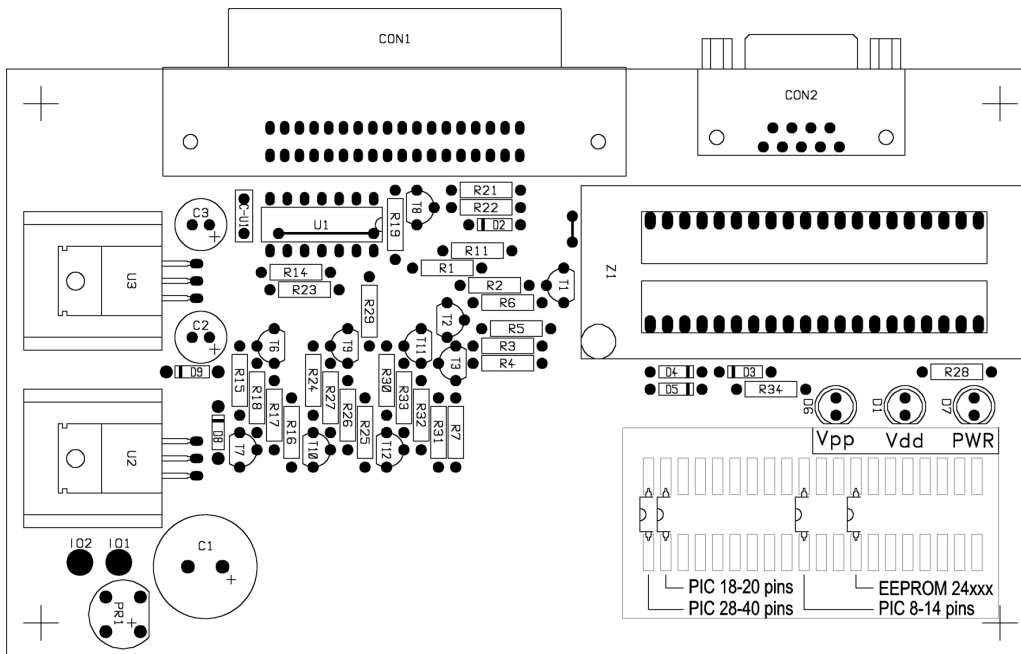 CON1
CON2
R21
R22
D2
C3
C-U1
U1
R19
T8
R11
R1
R14
R23
R2
R6
T1
Z1
U3
R29
T2
C2
T6
T9
T11
R5
R3
R4
T3
D9
R15
R18
R17
R16
R24
R27
R26
R25
R30
R33
R32
R31
R7
D4
D3
D5
R34
R28
D6
D1
D7
Vpp Vdd PWR
D8
T7
T10
T12
U2
IO2 IO1
C1
PR1
PIC 18-20 pins
PIC 28-40 pins
EEPROM 24xxx
PIC 8-14 pins